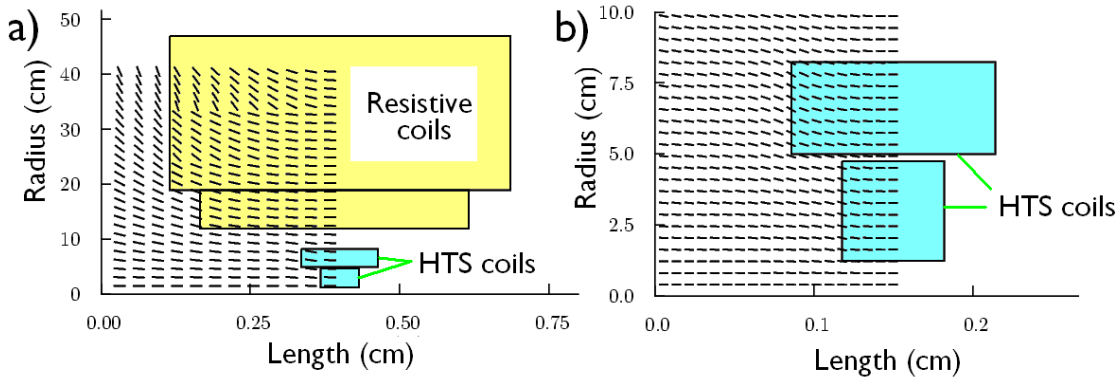 a)
Radius (cm)
50
40
30
20
10
0
Resistive
coils
HTS coils
0.00
0.25
0.50
0.75
Length (cm)
b)
Radius (cm)
10.0
7.5
5.0
2.5
0.0
HTS coils
0.0
0.1
0.2
Length (cm)